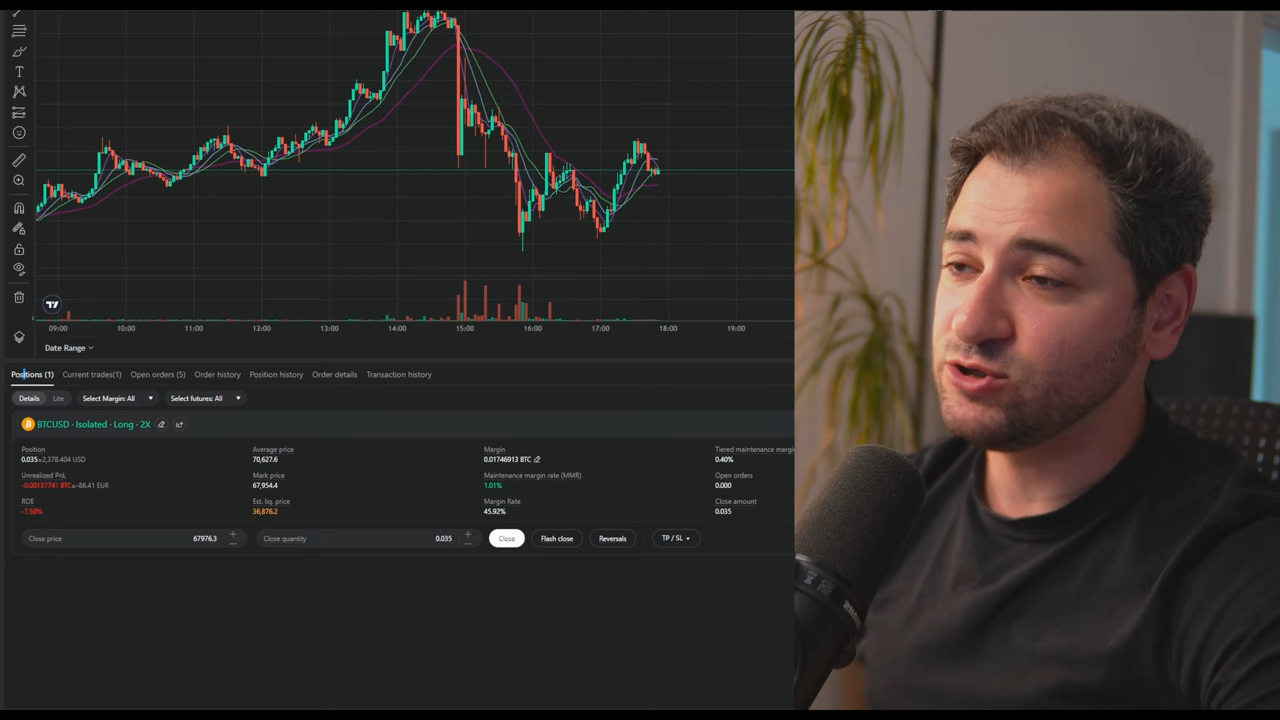 09:00 10:00 11:00 12:00 13:00 14:00 15:00 16:00 17:00 18:00 19:00
Date Range
Positions (1) Current trades(1) Open orders (5) Order history Position history Order details Transaction history
Details Lite Select Margin: All Select futures: All
BTCUSD · Isolated · Long · 2X
Position Average price Margin Tiered maintenance margin
0.035≈2,378.404 USD 70,627.6 0.01746913 BTC 0.40%
Unrealized PnL Mark price Maintenance margin rate (MMR) Open orders
-0.00137741 BTC≈-86.41 EUR 67,954.4 1.01% 0.000
ROE Est. liq. price Margin Rate Close amount
-7.58% 36,876.2 45.92% 0.035
Close price 67976.3 Close quantity 0.035 Close Flash close Reversals TP / SL